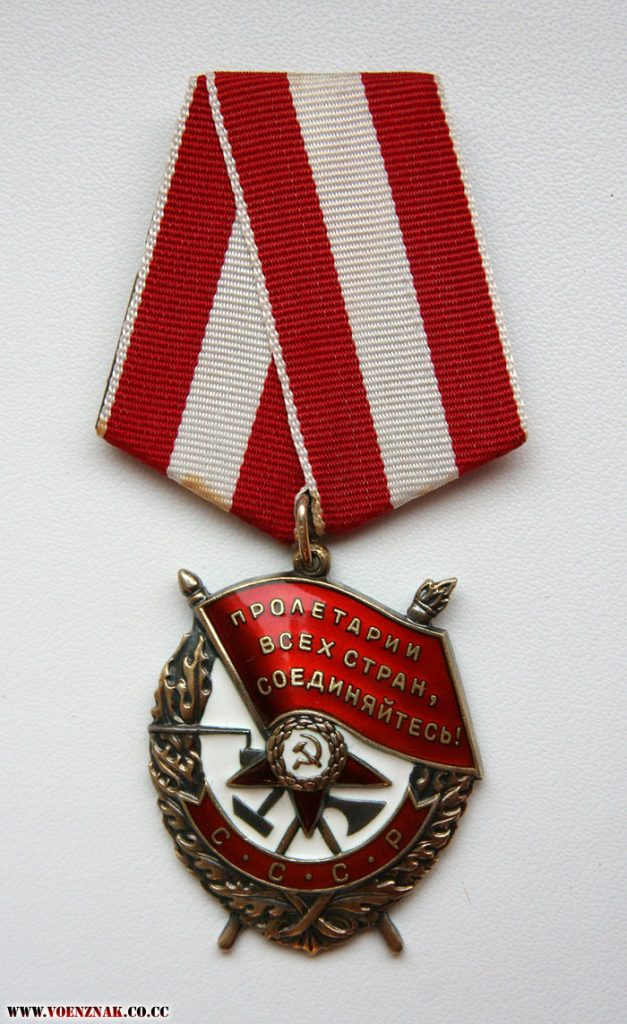 ПРОЛЕТАРИИ
ВСЕХ СТРАН,
СОЕДИНЯЙТЕСЬ!
С·С·С·Р
WWW.VOENZNAK.CO.CC